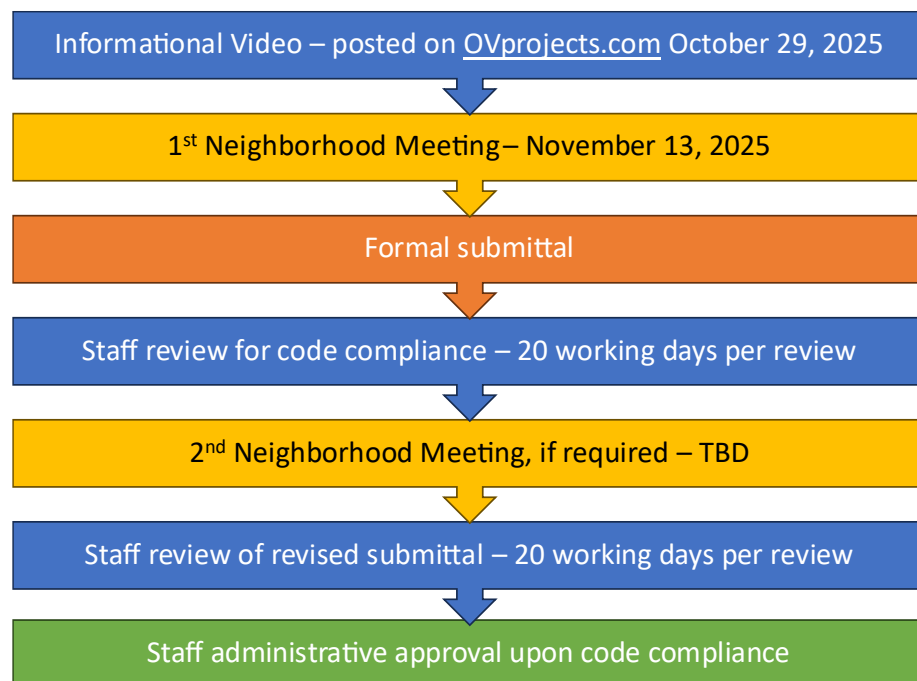 Informational Video – posted on OVprojects.com October 29, 2025
1st Neighborhood Meeting – November 13, 2025
Formal submittal
Staff review for code compliance – 20 working days per review
2nd Neighborhood Meeting, if required – TBD
Staff review of revised submittal – 20 working days per review
Staff administrative approval upon code compliance